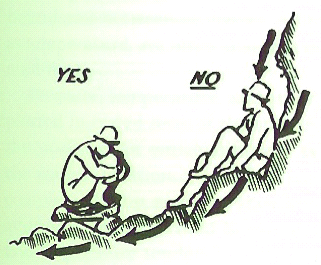 YES NO